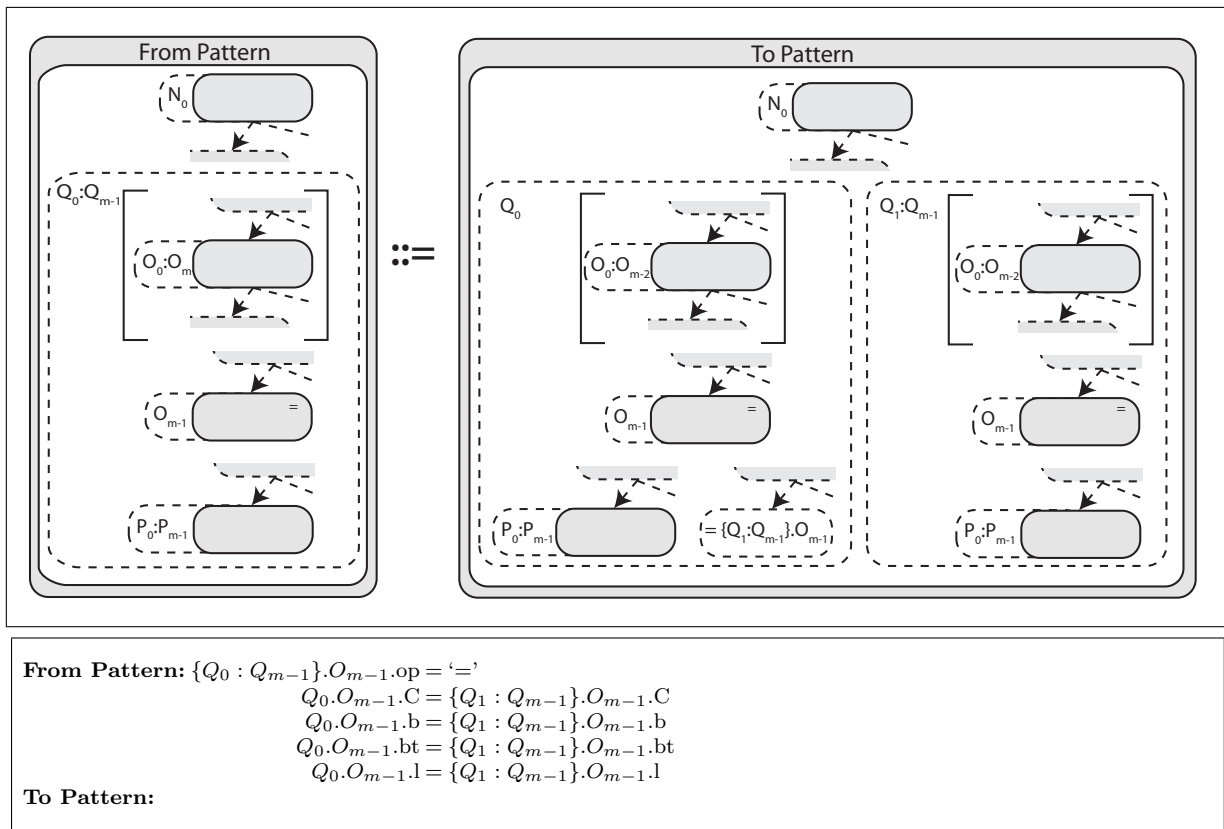 From Pattern
To Pattern
N₀
N₀
Q₀:Qₘ₋₁
Q₀
Q₁:Qₘ₋₁
O₀:Oₘ
O₀:Oₘ₋₂
O₀:Oₘ₋₂
::=
Oₘ₋₁ =
Oₘ₋₁ =
Oₘ₋₁ =
P₀:Pₘ₋₁
P₀:Pₘ₋₁
= {Q₁:Qₘ₋₁}.Oₘ₋₁
P₀:Pₘ₋₁
From Pattern: {Q₀ : Qₘ₋₁}.Oₘ₋₁.op = ‘=’
Q₀.Oₘ₋₁.C = {Q₁ : Qₘ₋₁}.Oₘ₋₁.C
Q₀.Oₘ₋₁.b = {Q₁ : Qₘ₋₁}.Oₘ₋₁.b
Q₀.Oₘ₋₁.bt = {Q₁ : Qₘ₋₁}.Oₘ₋₁.bt
Q₀.Oₘ₋₁.l = {Q₁ : Qₘ₋₁}.Oₘ₋₁.l
To Pattern: